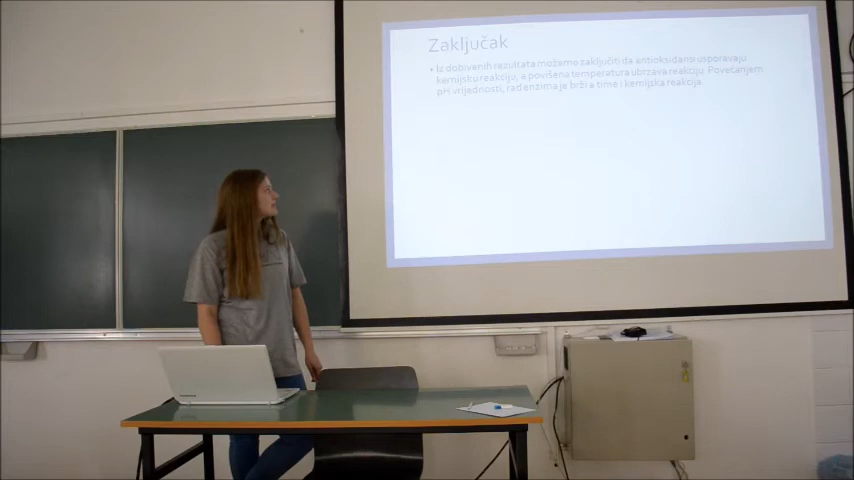 Zaključak
• Iz dobivenih rezultata možemo zaključiti da antioksidansi usporavaju
kemijsku reakciju, a povišena temperatura ubrzava reakciju. Povećanjem
pH vrijednosti, rad enzima je brži a time i kemijska reakcija.